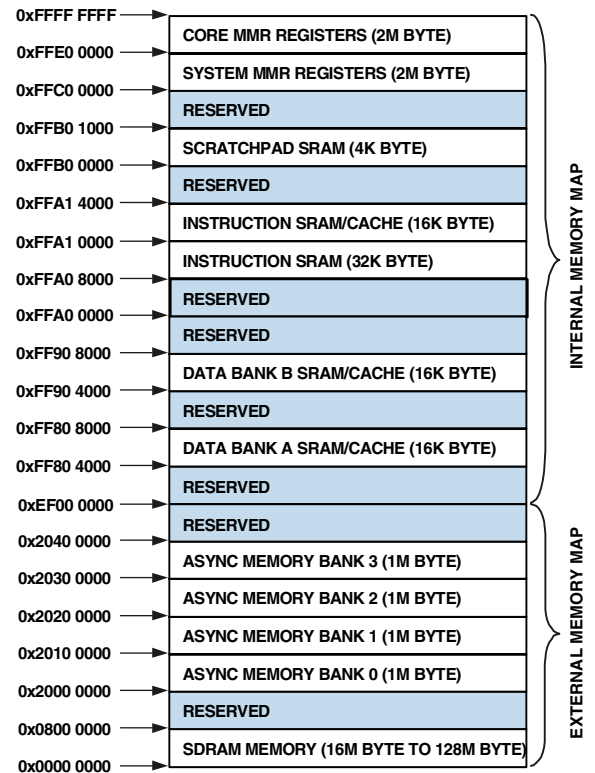 0xFFFF FFFF
CORE MMR REGISTERS (2M BYTE)
0xFFE0 0000
SYSTEM MMR REGISTERS (2M BYTE)
0xFFC0 0000
RESERVED
0xFFB0 1000
SCRATCHPAD SRAM (4K BYTE)
0xFFB0 0000
RESERVED
0xFFA1 4000
INSTRUCTION SRAM/CACHE (16K BYTE)
0xFFA1 0000
INSTRUCTION SRAM (32K BYTE)
0xFFA0 8000
RESERVED
0xFFA0 0000
RESERVED
0xFF90 8000
DATA BANK B SRAM/CACHE (16K BYTE)
0xFF90 4000
RESERVED
0xFF80 8000
DATA BANK A SRAM/CACHE (16K BYTE)
0xFF80 4000
RESERVED
0xEF00 0000
RESERVED
0x2040 0000
ASYNC MEMORY BANK 3 (1M BYTE)
0x2030 0000
ASYNC MEMORY BANK 2 (1M BYTE)
0x2020 0000
ASYNC MEMORY BANK 1 (1M BYTE)
0x2010 0000
ASYNC MEMORY BANK 0 (1M BYTE)
0x2000 0000
RESERVED
0x0800 0000
SDRAM MEMORY (16M BYTE TO 128M BYTE)
0x0000 0000
INTERNAL MEMORY MAP
EXTERNAL MEMORY MAP